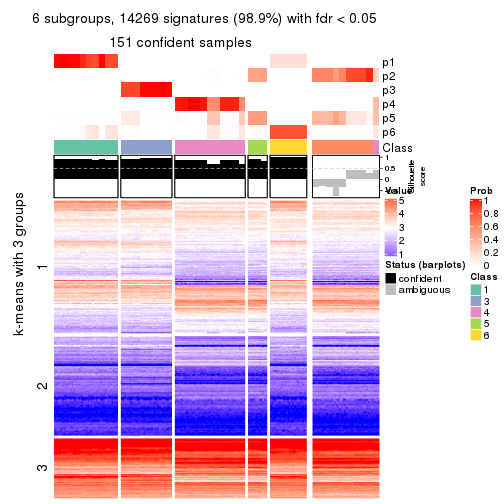 6 subgroups, 14269 signatures (98.9%) with fdr < 0.05
151 confident samples
p1
p2
p3
p4
p5
p6
Class
1
0.5
0
Silhouette
score
k-means with 3 groups
1
2
3
Value
5
4
3
2
1
Status (barplots)
confident
ambiguous
Prob
1
0.8
0.6
0.4
0.2
0
Class
1
3
4
5
6